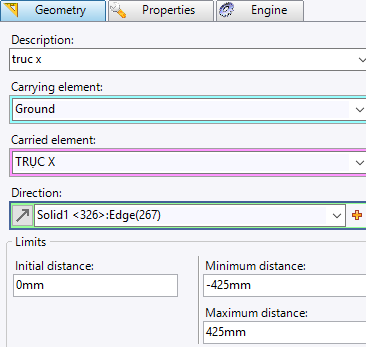 Geometry Properties Engine
Description:
truc x
Carrying element:
Ground
Carried element:
TRỤC X
Direction:
Solid1 <326>:Edge(267)
Limits
Initial distance: Minimum distance:
0mm -425mm
Maximum distance:
425mm